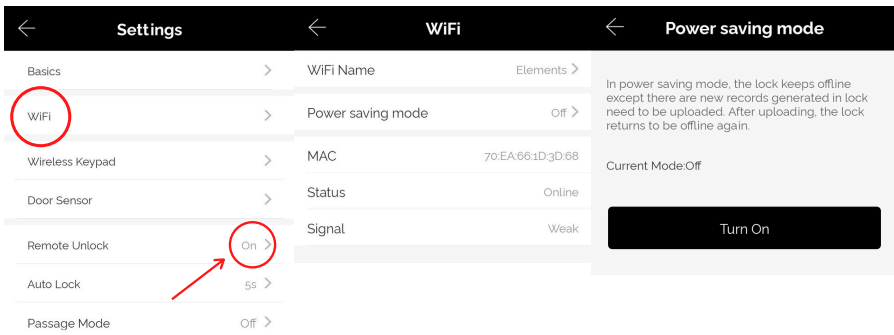 Settings
Basics
WiFi
Wireless Keypad
Door Sensor
Remote Unlock On
Auto Lock 5s
Passage Mode Off
WiFi
WiFi Name Elements
Power saving mode Off
MAC 70:EA:66:1D:3D:68
Status Online
Signal Weak
Power saving mode
In power saving mode, the lock keeps offline
except there are new records generated in lock
need to be uploaded. After uploading, the lock
returns to be offline again.
Current Mode:Off
Turn On